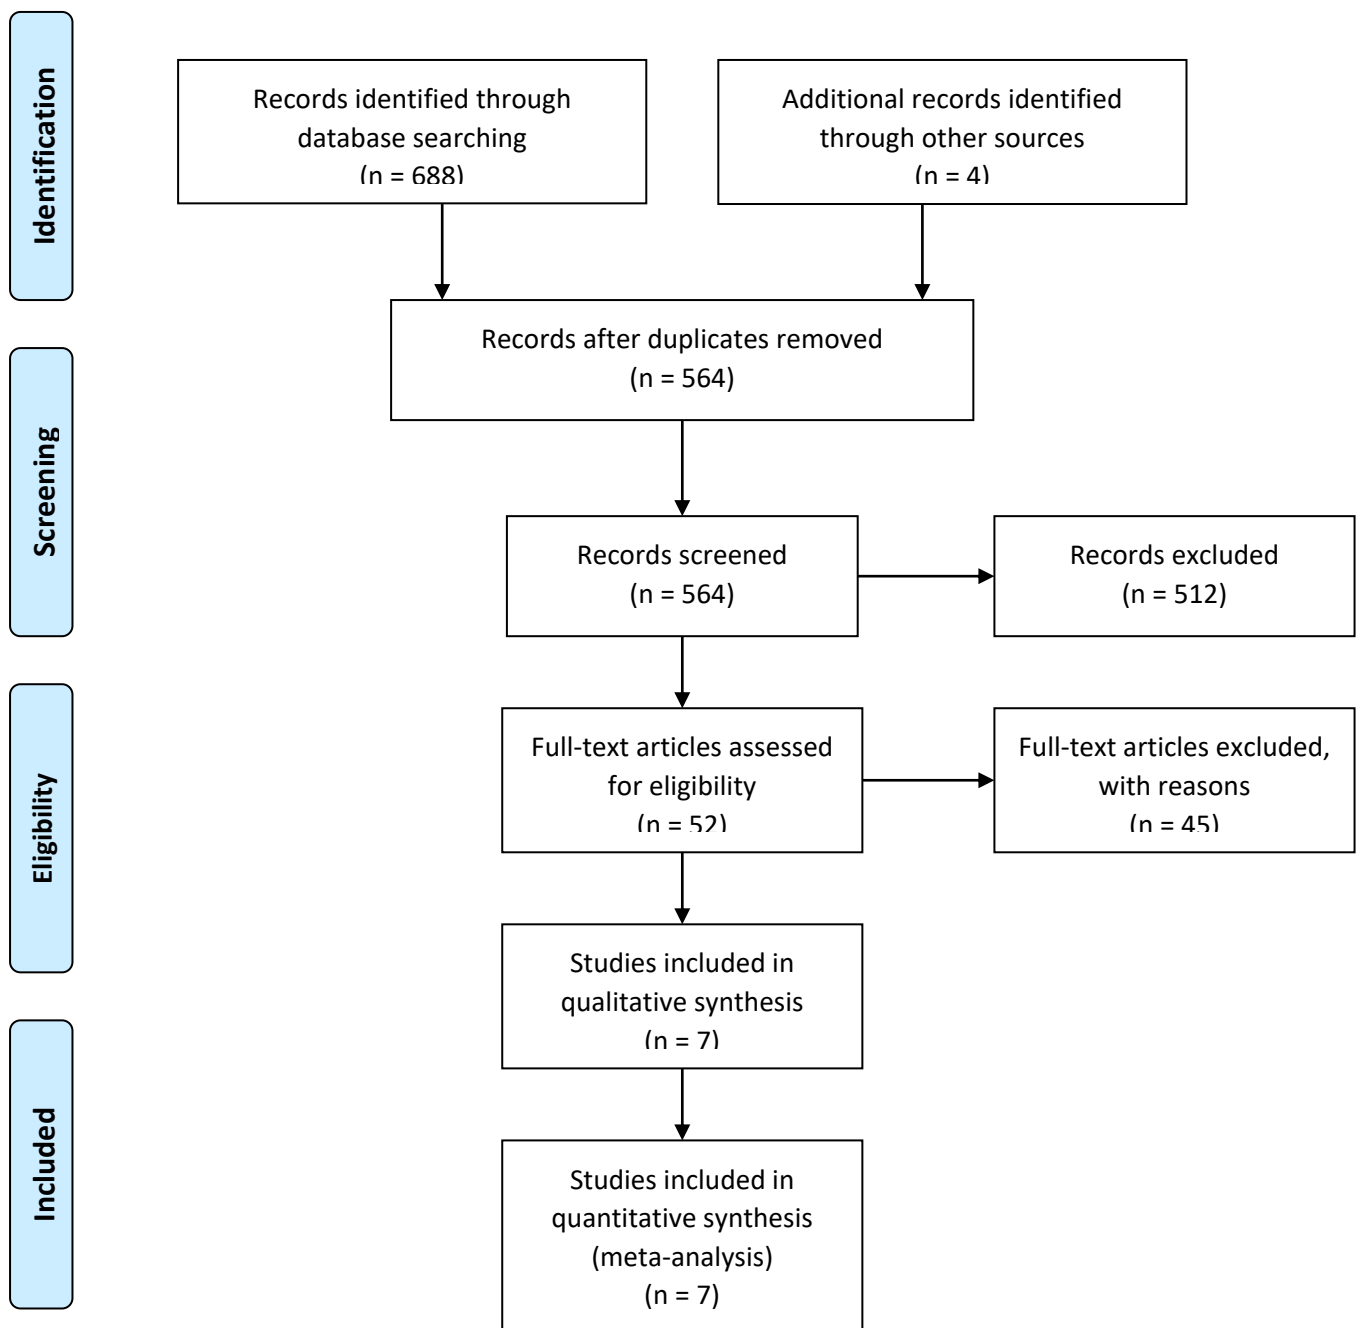 Identification
Records identified through
database searching
(n = 688)
Additional records identified
through other sources
(n = 4)
Records after duplicates removed
(n = 564)
Screening
Records screened
(n = 564)
Records excluded
(n = 512)
Eligibility
Full-text articles assessed
for eligibility
(n = 52)
Full-text articles excluded,
with reasons
(n = 45)
Studies included in
qualitative synthesis
(n = 7)
Included
Studies included in
quantitative synthesis
(meta-analysis)
(n = 7)